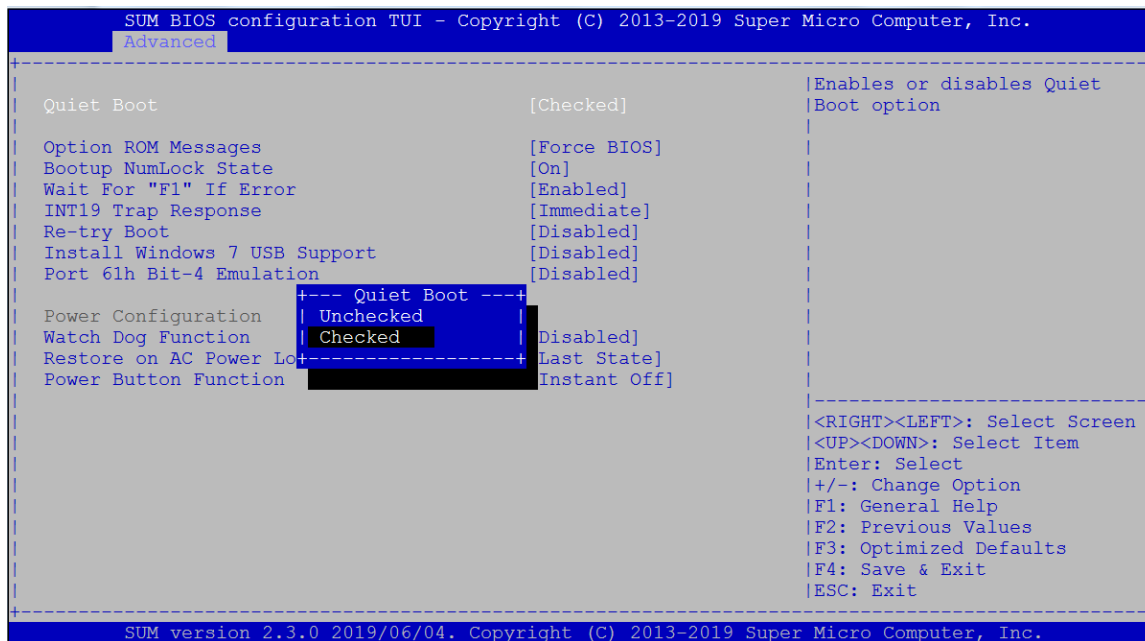 SUM BIOS configuration TUI - Copyright (C) 2013-2019 Super Micro Computer, Inc.
Advanced
Quiet Boot [Checked]
Option ROM Messages [Force BIOS]
Bootup NumLock State [On]
Wait For "F1" If Error [Enabled]
INT19 Trap Response [Immediate]
Re-try Boot [Disabled]
Install Windows 7 USB Support [Disabled]
Port 61h Bit-4 Emulation [Disabled]
Power Configuration
Watch Dog Function Disabled]
Restore on AC Power Lo Last State]
Power Button Function Instant Off]
Quiet Boot
Unchecked
Checked
Enables or disables Quiet
Boot option
<RIGHT><LEFT>: Select Screen
<UP><DOWN>: Select Item
Enter: Select
+/-: Change Option
F1: General Help
F2: Previous Values
F3: Optimized Defaults
F4: Save & Exit
ESC: Exit
SUM version 2.3.0 2019/06/04. Copyright (C) 2013-2019 Super Micro Computer, Inc.